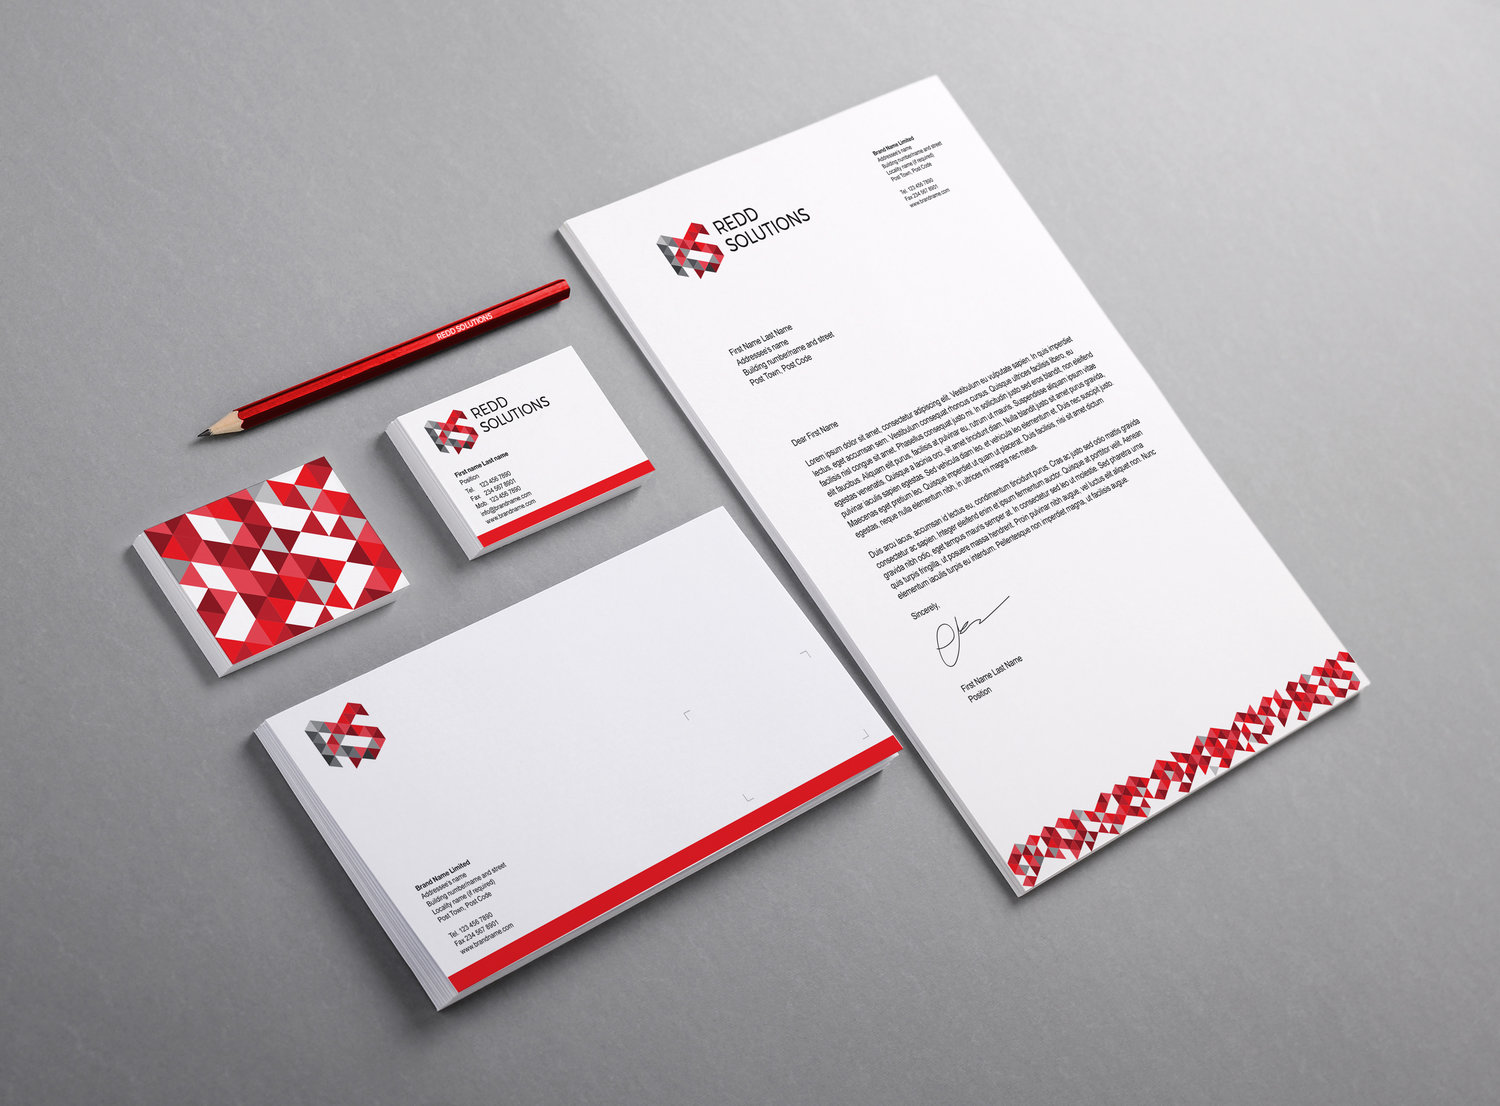 REDD SOLUTIONS
REDD
SOLUTIONS
First name Last name
Position
Tel. 123 456 7890
Fax 234 567 8901
Mob. 123 456 7890
info@brandname.com
www.brandname.com
Brand Name Limited
Addressee's name
Building number/name and street
Locality name (if required)
Post Town, Post Code
Tel. 123 456 7890
Fax 234 567 8901
www.brandname.com
REDD
SOLUTIONS
Brand Name Limited
Addressee's name
Building number/name and street
Locality name (if required)
Post Town, Post Code
Tel. 123 456 7890
Fax 234 567 8901
www.brandname.com
First Name Last Name
Addressee's name
Building number/name and street
Post Town, Post Code
Dear First Name
Lorem ipsum dolor sit amet, consectetur adipiscing elit. Vestibulum eu vulputate sapien. In quis imperdiet
lectus, eget accumsan sem. Vestibulum consequat rhoncus cursus. Quisque ultrices facilisis libero, eu
facilisis nisl congue sit amet. Phasellus consequat justo mi. In sollicitudin justo sed eros blandit, non eleifend
elit faucibus. Aliquam elit purus, facilisis at pulvinar eu, rutrum ut mauris. Suspendisse aliquam ipsum vitae
egestas venenatis. Quisque a lacinia orci, sit amet tincidunt diam. Nulla blandit justo sit amet purus gravida,
pulvinar iaculis sapien egestas. Sed vehicula diam leo, et vehicula leo elementum et. Duis nec suscipit justo.
Maecenas eget pretium leo. Quisque imperdiet ut quam ut placerat. Duis facilisis, nisi sit amet dictum
egestas, neque nulla elementum nibh, in ultrices mi magna nec metus.
Duis arcu lacus, accumsan id lectus eu, condimentum tincidunt purus. Cras ac justo sed odio mattis gravida
consectetur ac sapien. Integer eleifend enim et ipsum fermentum auctor. Quisque at porttitor velit. Aenean
gravida nibh odio, eget tempus mauris semper at. In consectetur sed leo ut molestie. Sed pharetra urna
quis turpis fringilla, ut posuere massa hendrerit. Proin pulvinar nibh augue, vel luctus elit aliquet non. Nunc
elementum iaculis turpis eu interdum. Pellentesque non imperdiet magna, ut facilisis augue.
Sincerely,
First Name Last Name
Position